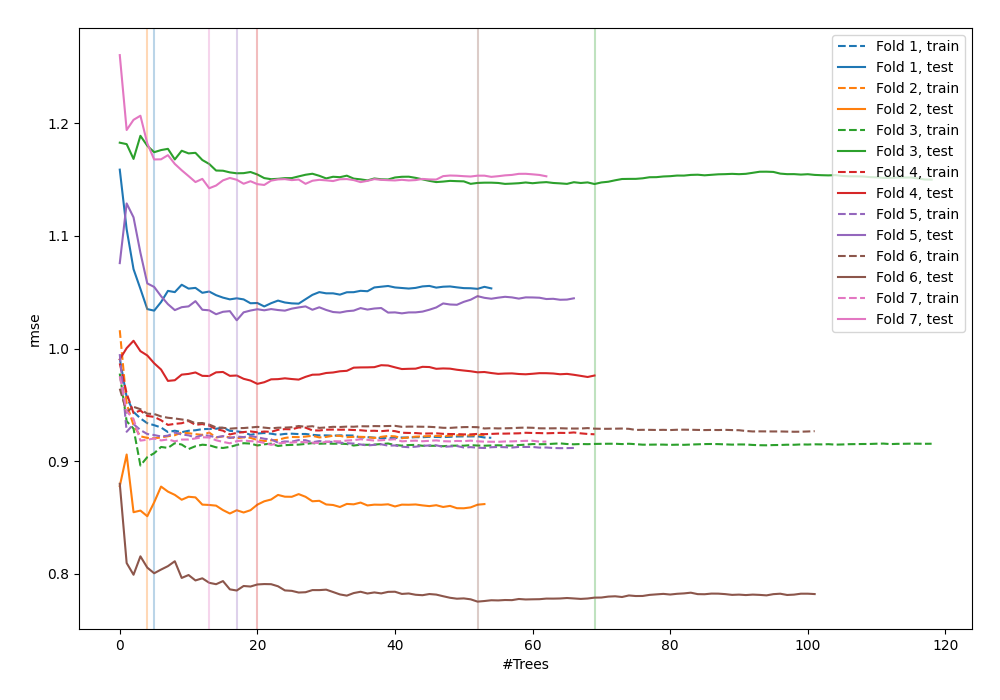 1.2
1.1
1.0
0.9
0.8
rmse
0
20
40
60
80
100
120
#Trees
Fold 1, train
Fold 1, test
Fold 2, train
Fold 2, test
Fold 3, train
Fold 3, test
Fold 4, train
Fold 4, test
Fold 5, train
Fold 5, test
Fold 6, train
Fold 6, test
Fold 7, train
Fold 7, test